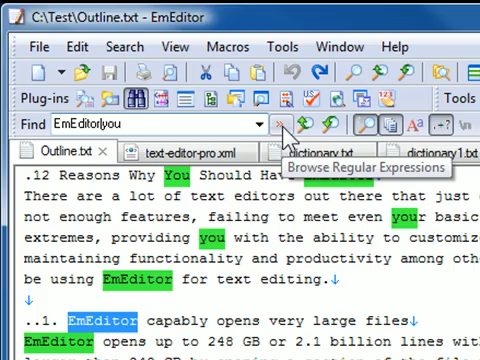 C:\Test\Outline.txt - EmEditor
File Edit Search View Macros Tools Window Help
Plug-ins Tools
Find EmEditor|you
Outline.txt text-editor-pro.xml dictionary.txt dictionary1.txt
Browse Regular Expressions
.12 Reasons Why You Should Have
There are a lot of text editors out there that just
not enough features, failing to meet even your basic
extremes, providing you with the ability to customiz
maintaining functionality and productivity among othe
be using EmEditor for text editing.↓
↓
..1. EmEditor capably opens very large files↓
EmEditor opens up to 248 GB or 2.1 billion lines with